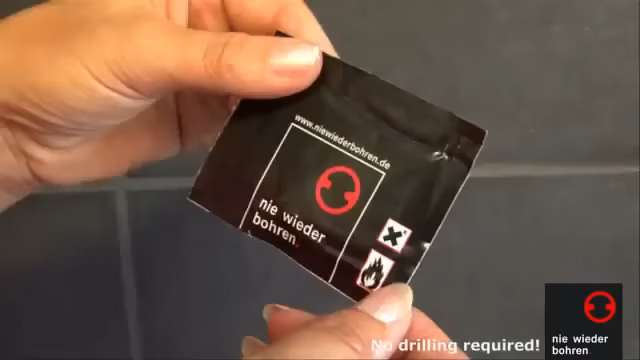 www.niewiederbohren.de
nie wieder
bohren.
No drilling required!
nie wieder
bohren.